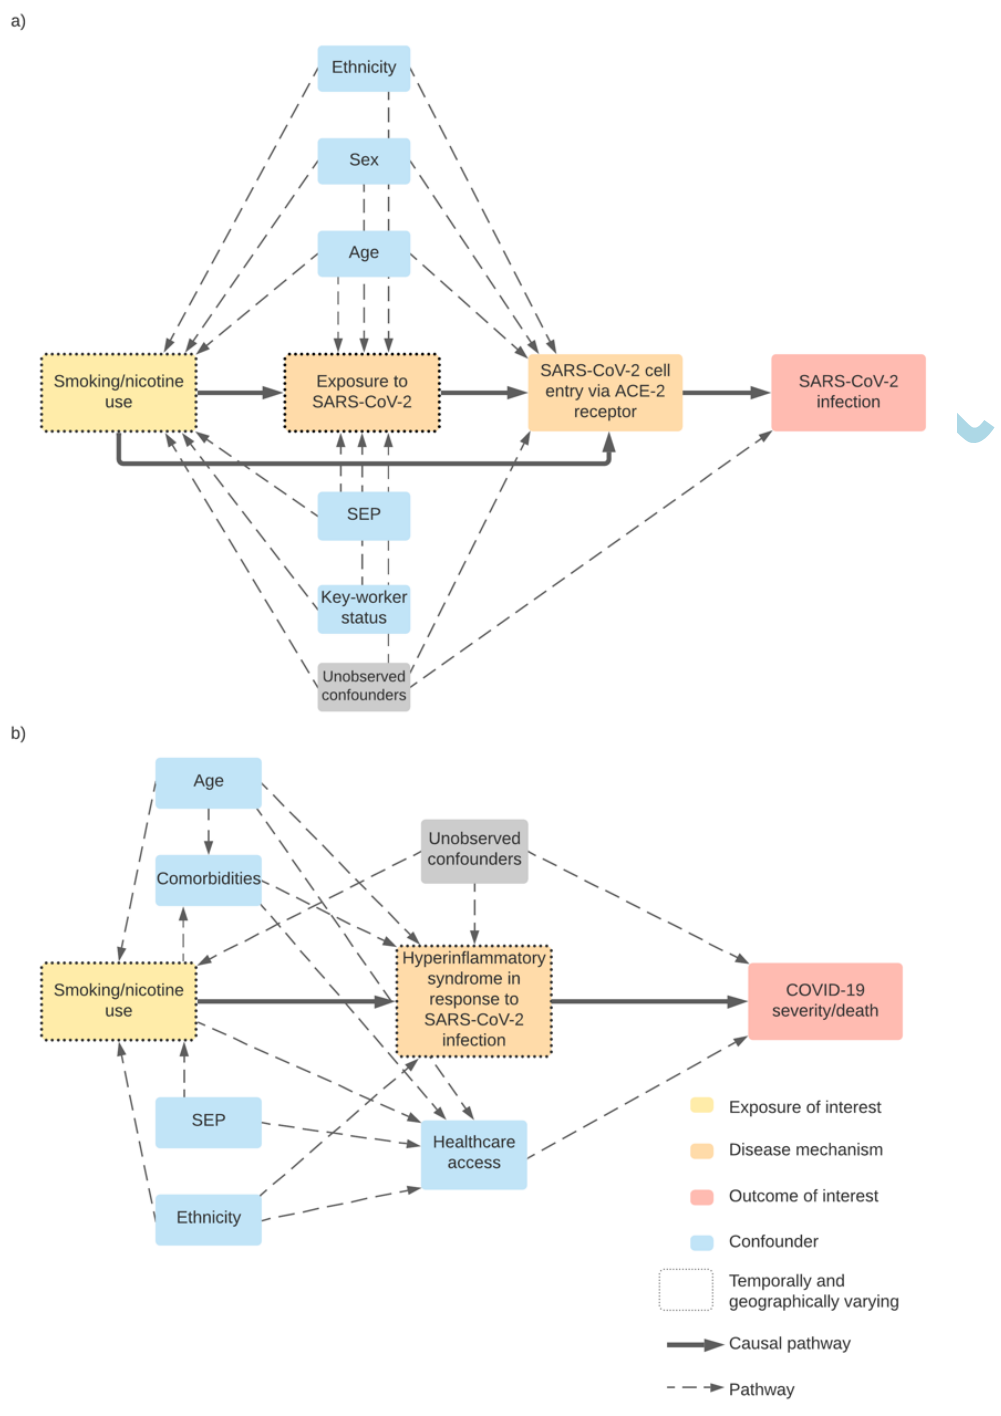 a)
Ethnicity
Sex
Age
Smoking/nicotine
use
Exposure to
SARS-CoV-2
SARS-CoV-2 cell
entry via ACE-2
receptor
SARS-CoV-2
infection
SEP
Key-worker
status
Unobserved
confounders
b)
Age
Unobserved
confounders
Comorbidities
Smoking/nicotine
use
Hyperinflammatory
syndrome in
response to
SARS-CoV-2
infection
COVID-19
severity/death
SEP
Healthcare
access
Ethnicity
Exposure of interest
Disease mechanism
Outcome of interest
Confounder
Temporally and
geographically varying
Causal pathway
Pathway